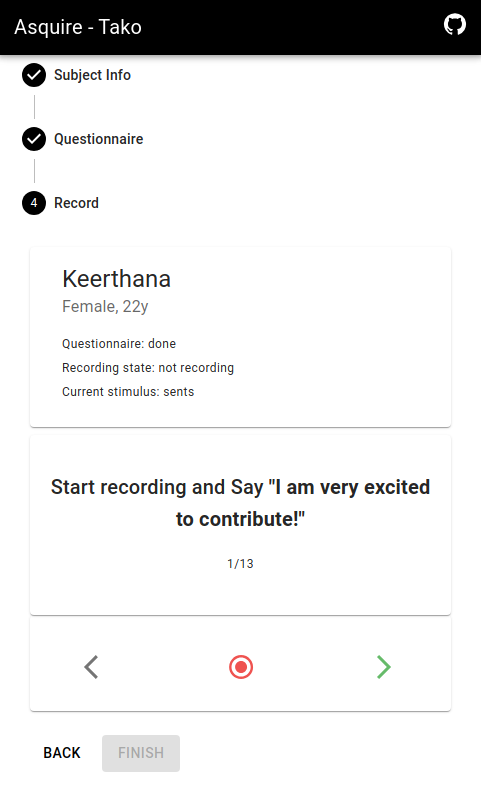 Asquire - Tako
Subject Info
Questionnaire
4 Record
Keerthana
Female, 22y
Questionnaire: done
Recording state: not recording
Current stimulus: sents
Start recording and Say "I am very excited
to contribute!"
1/13
BACK FINISH